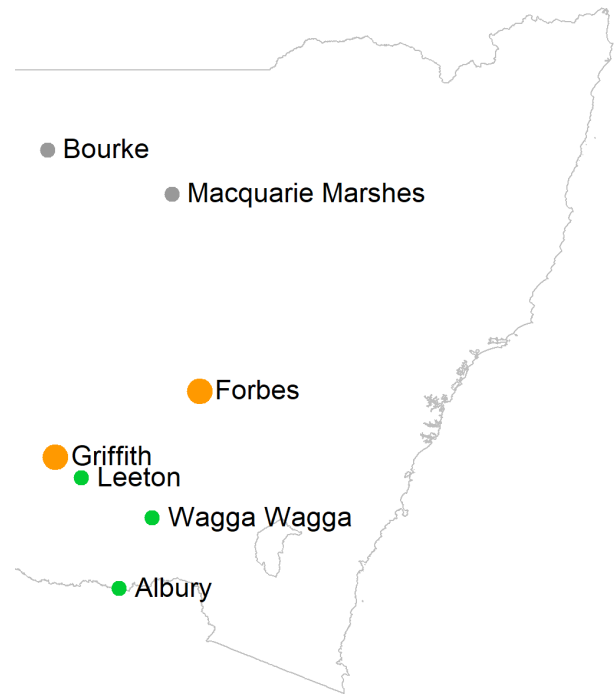 Bourke
Macquarie Marshes
Forbes
Griffith
Leeton
Wagga Wagga
Albury